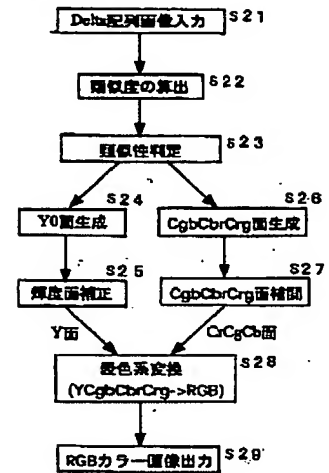 Delta配列画像入力 S21
類似度の算出 S22
類似性判定 S23
S24 S26
Y0面生成 CgbCbrCrg面生成
S25 S27
輝度面補正 CgbCbrCrg面補間
Y面 CrCgCb面
表色系変換 S28
(YCgbCbrCrg->RGB)
RGBカラー画像出力 S29